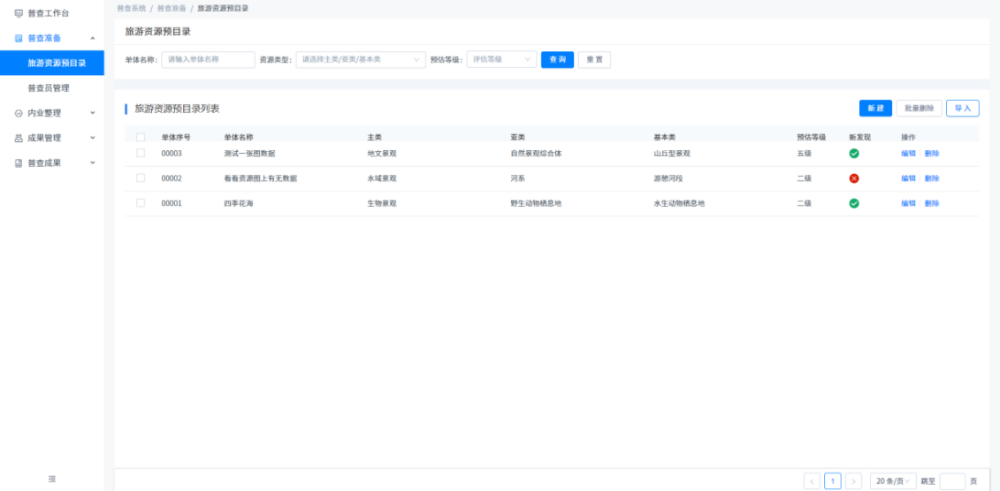 普查工作台
普查准备
旅游资源预目录
普查员管理
内业整理
成果管理
普查成果
普查系统 / 普查准备 / 旅游资源预目录
旅游资源预目录
单体名称: 请输入单体名称 资源类型: 请选择主类/亚类/基本类 预估等级: 评估等级 查询 重置
旅游资源预目录列表 新建 批量删除 导入
单体序号 单体名称 主类 亚类 基本类 预估等级 新发现 操作
00003 测试一张图数据 地文景观 自然景观综合体 山丘型景观 五级 编辑 删除
00002 看看资源图上有无数据 水域景观 河系 游憩河段 二级 编辑 删除
00001 四季花海 生物景观 野生动物栖息地 水生动物栖息地 二级 编辑 删除
< 1 > 20 条/页 跳至 页